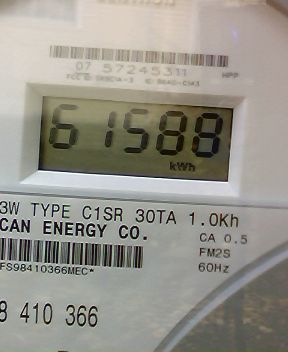 07 57245311
HPP
61588
kWh
3W TYPE C1SR 30TA 1.0Kh
CAN ENERGY CO.
CA 0.5
FM2S
60Hz
FS98410366MEC*
8 410 366